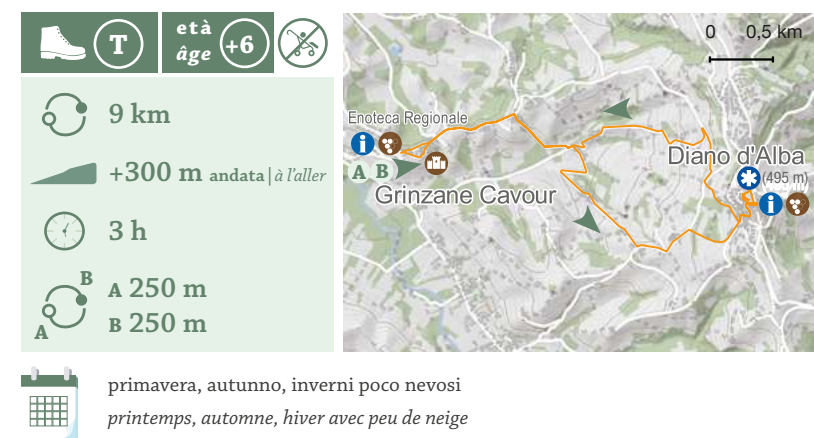 T
età
âge
+6
9 km
+300 m andata | à l'aller
3 h
B
A
A 250 m
B 250 m
primavera, autunno, inverni poco nevosi
printemps, automne, hiver avec peu de neige
0 0,5 km
Enoteca Regionale
i
A B
Grinzane Cavour
Diano d'Alba
(495 m)
i